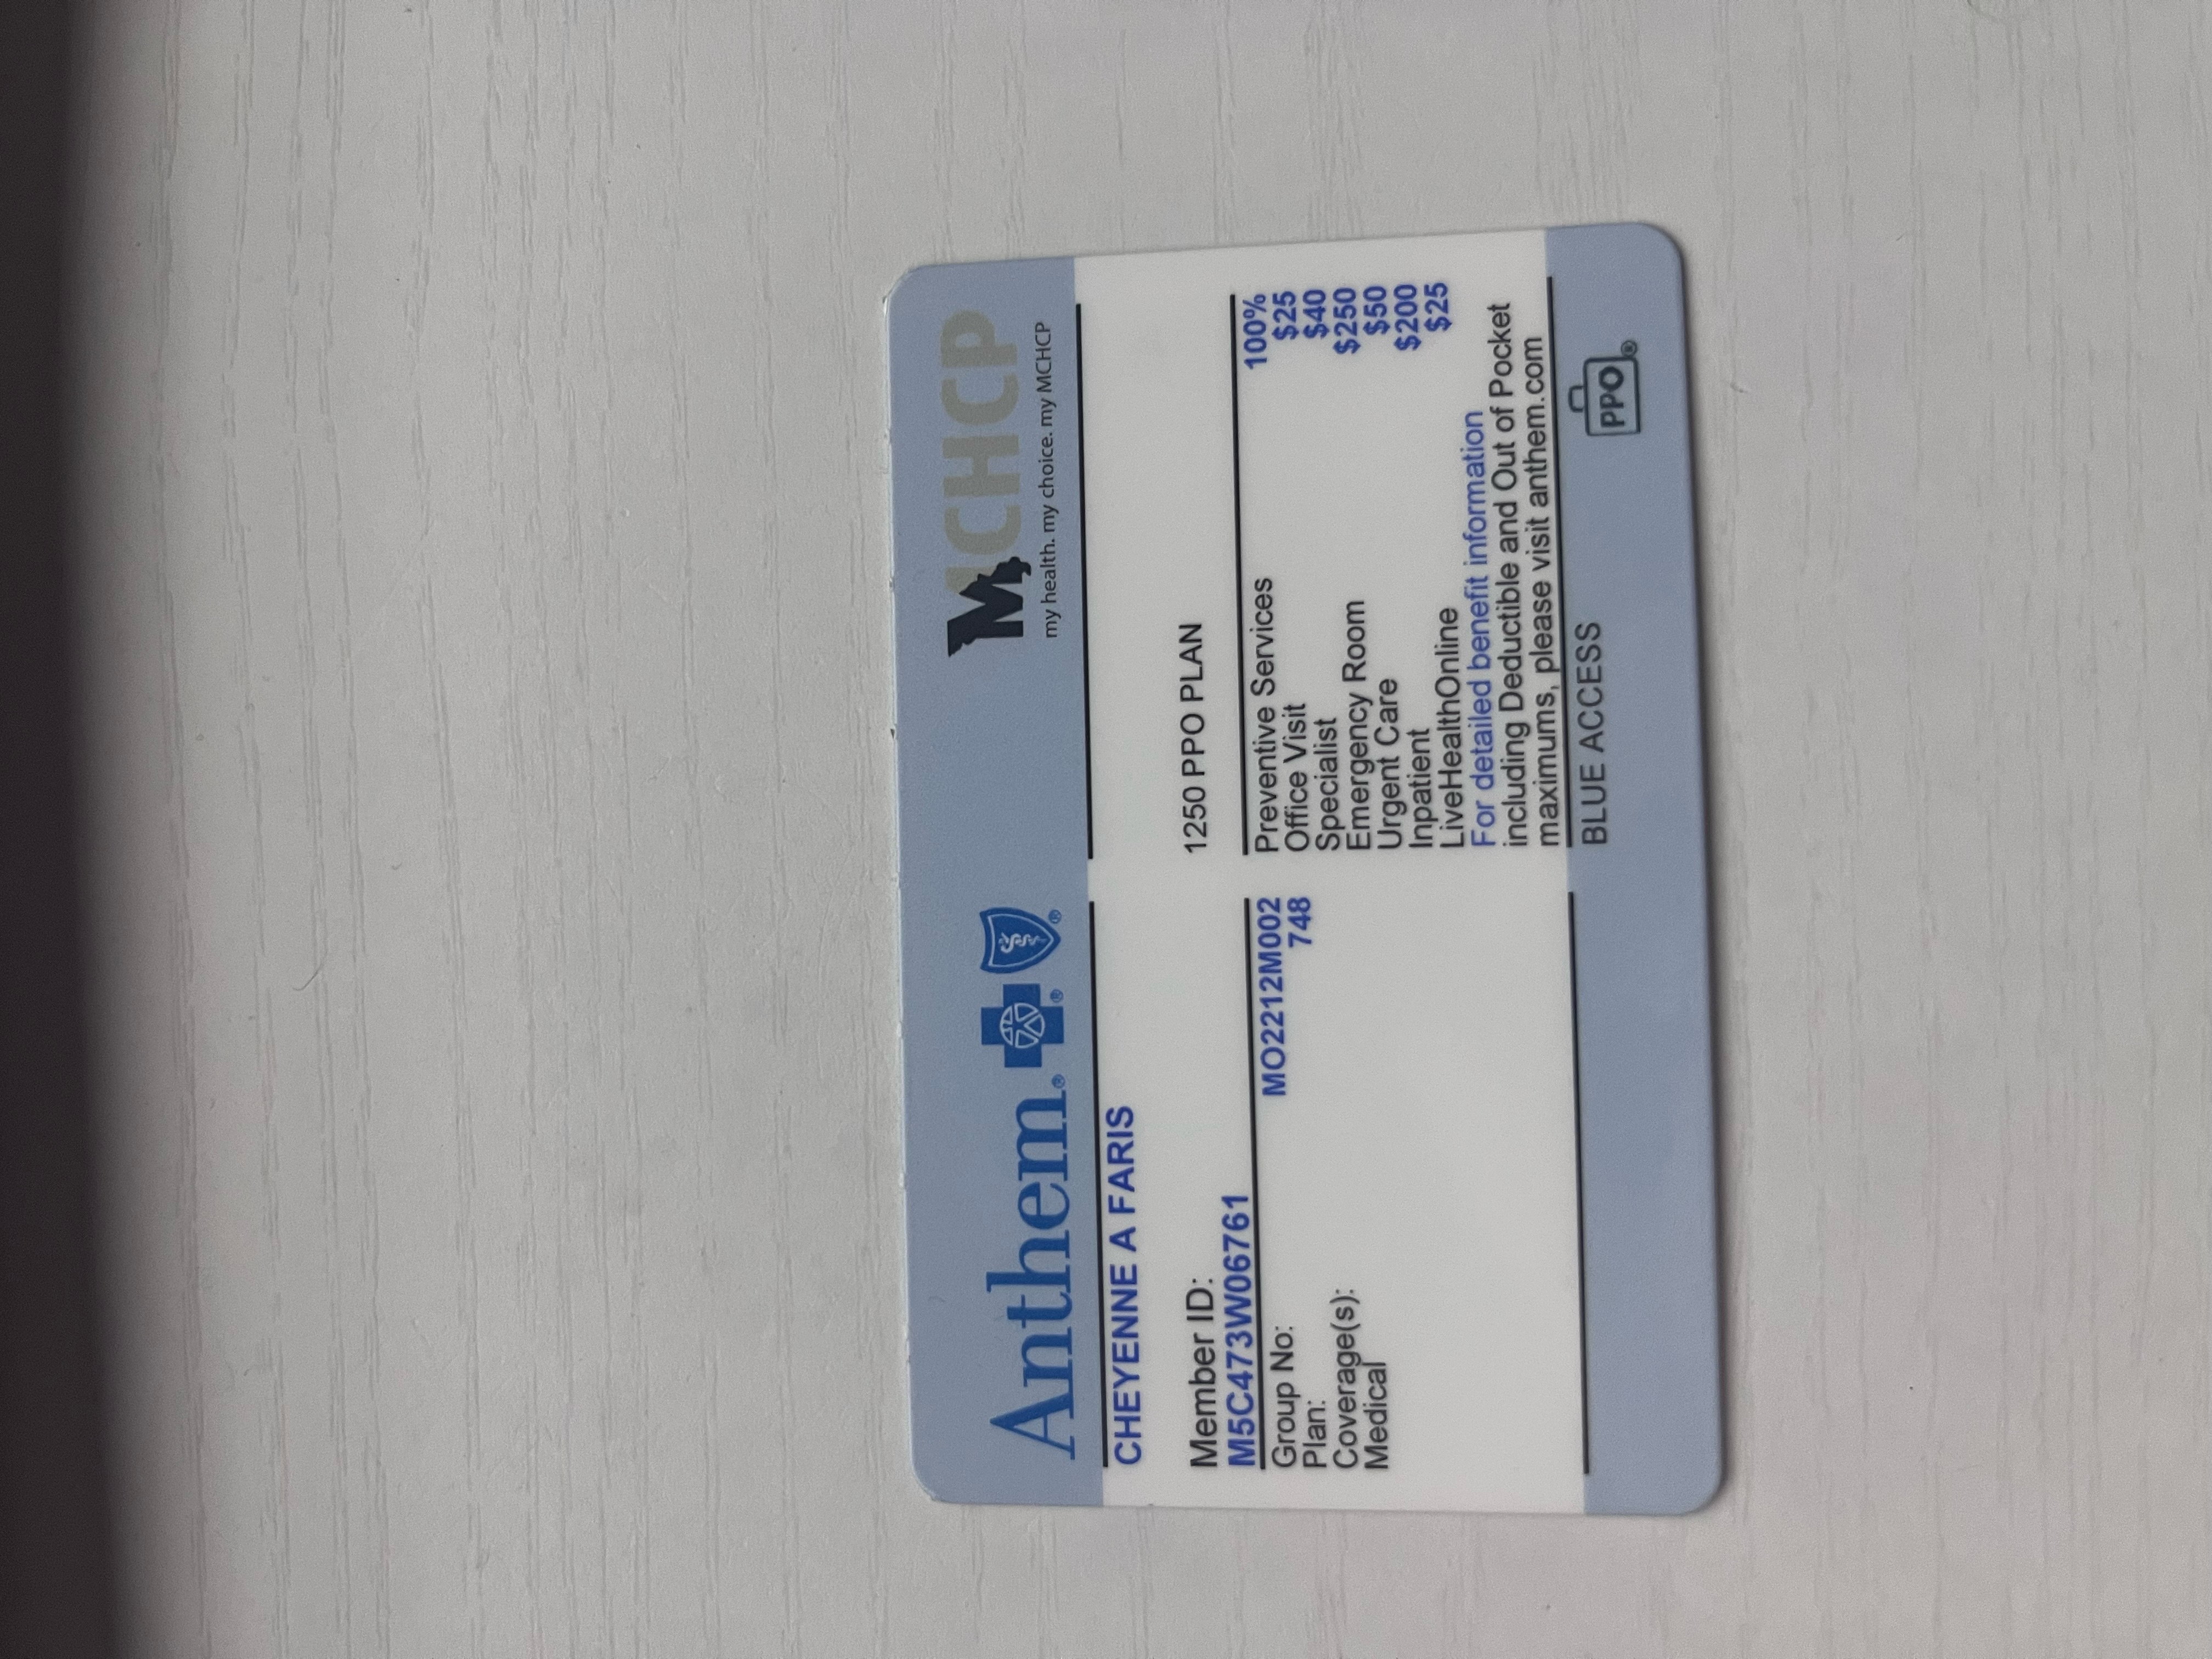 Anthem.®
MCHCP
my health. my choice. my MCHCP
CHEYENNE A FARIS
Member ID:
M5C473W06761
Group No: MO2212M002
Plan: 748
Coverage(s):
Medical
1250 PPO PLAN
Preventive Services 100%
Office Visit $25
Specialist $40
Emergency Room $250
Urgent Care $50
Inpatient $200
LiveHealthOnline $25
For detailed benefit information
including Deductible and Out of Pocket
maximums, please visit anthem.com
BLUE ACCESS
PPO®